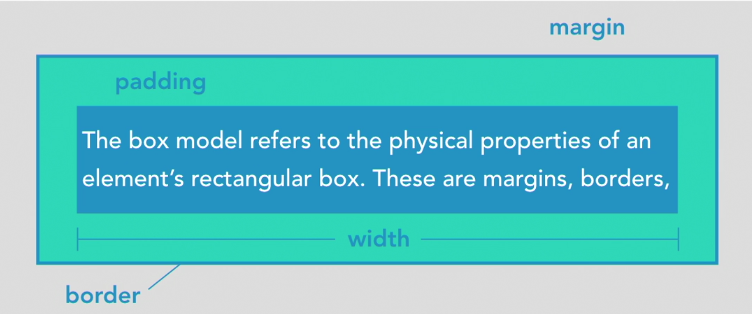 margin
padding
The box model refers to the physical properties of an
element’s rectangular box. These are margins, borders,
width
border